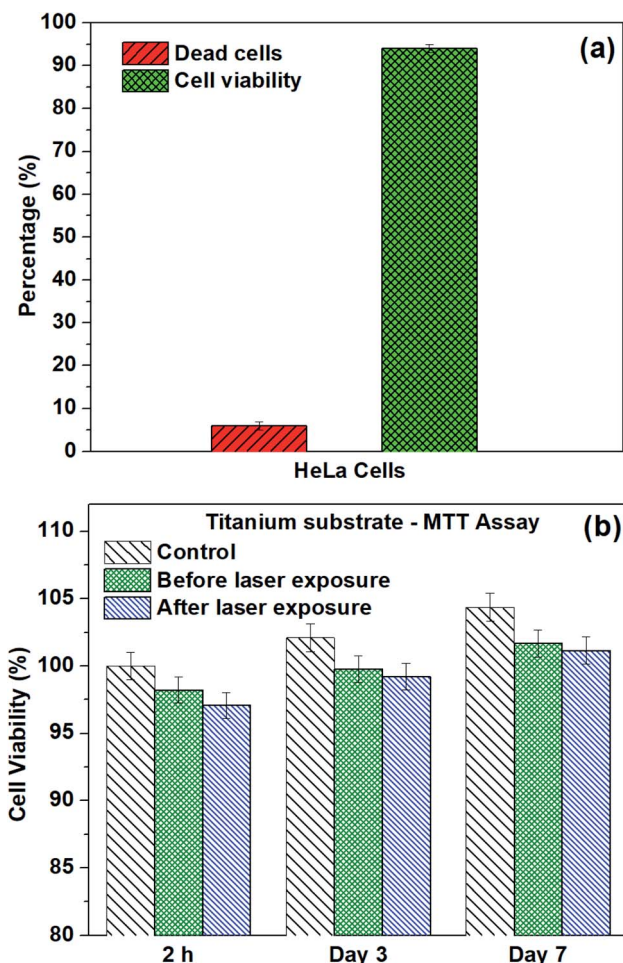 100
90
80
70
60
50
40
30
20
10
0
Percentage (%)
Dead cells
Cell viability
(a)
HeLa Cells
110
105
100
95
90
85
80
Cell Viability (%)
Titanium substrate - MTT Assay
(b)
Control
Before laser exposure
After laser exposure
2 h Day 3 Day 7